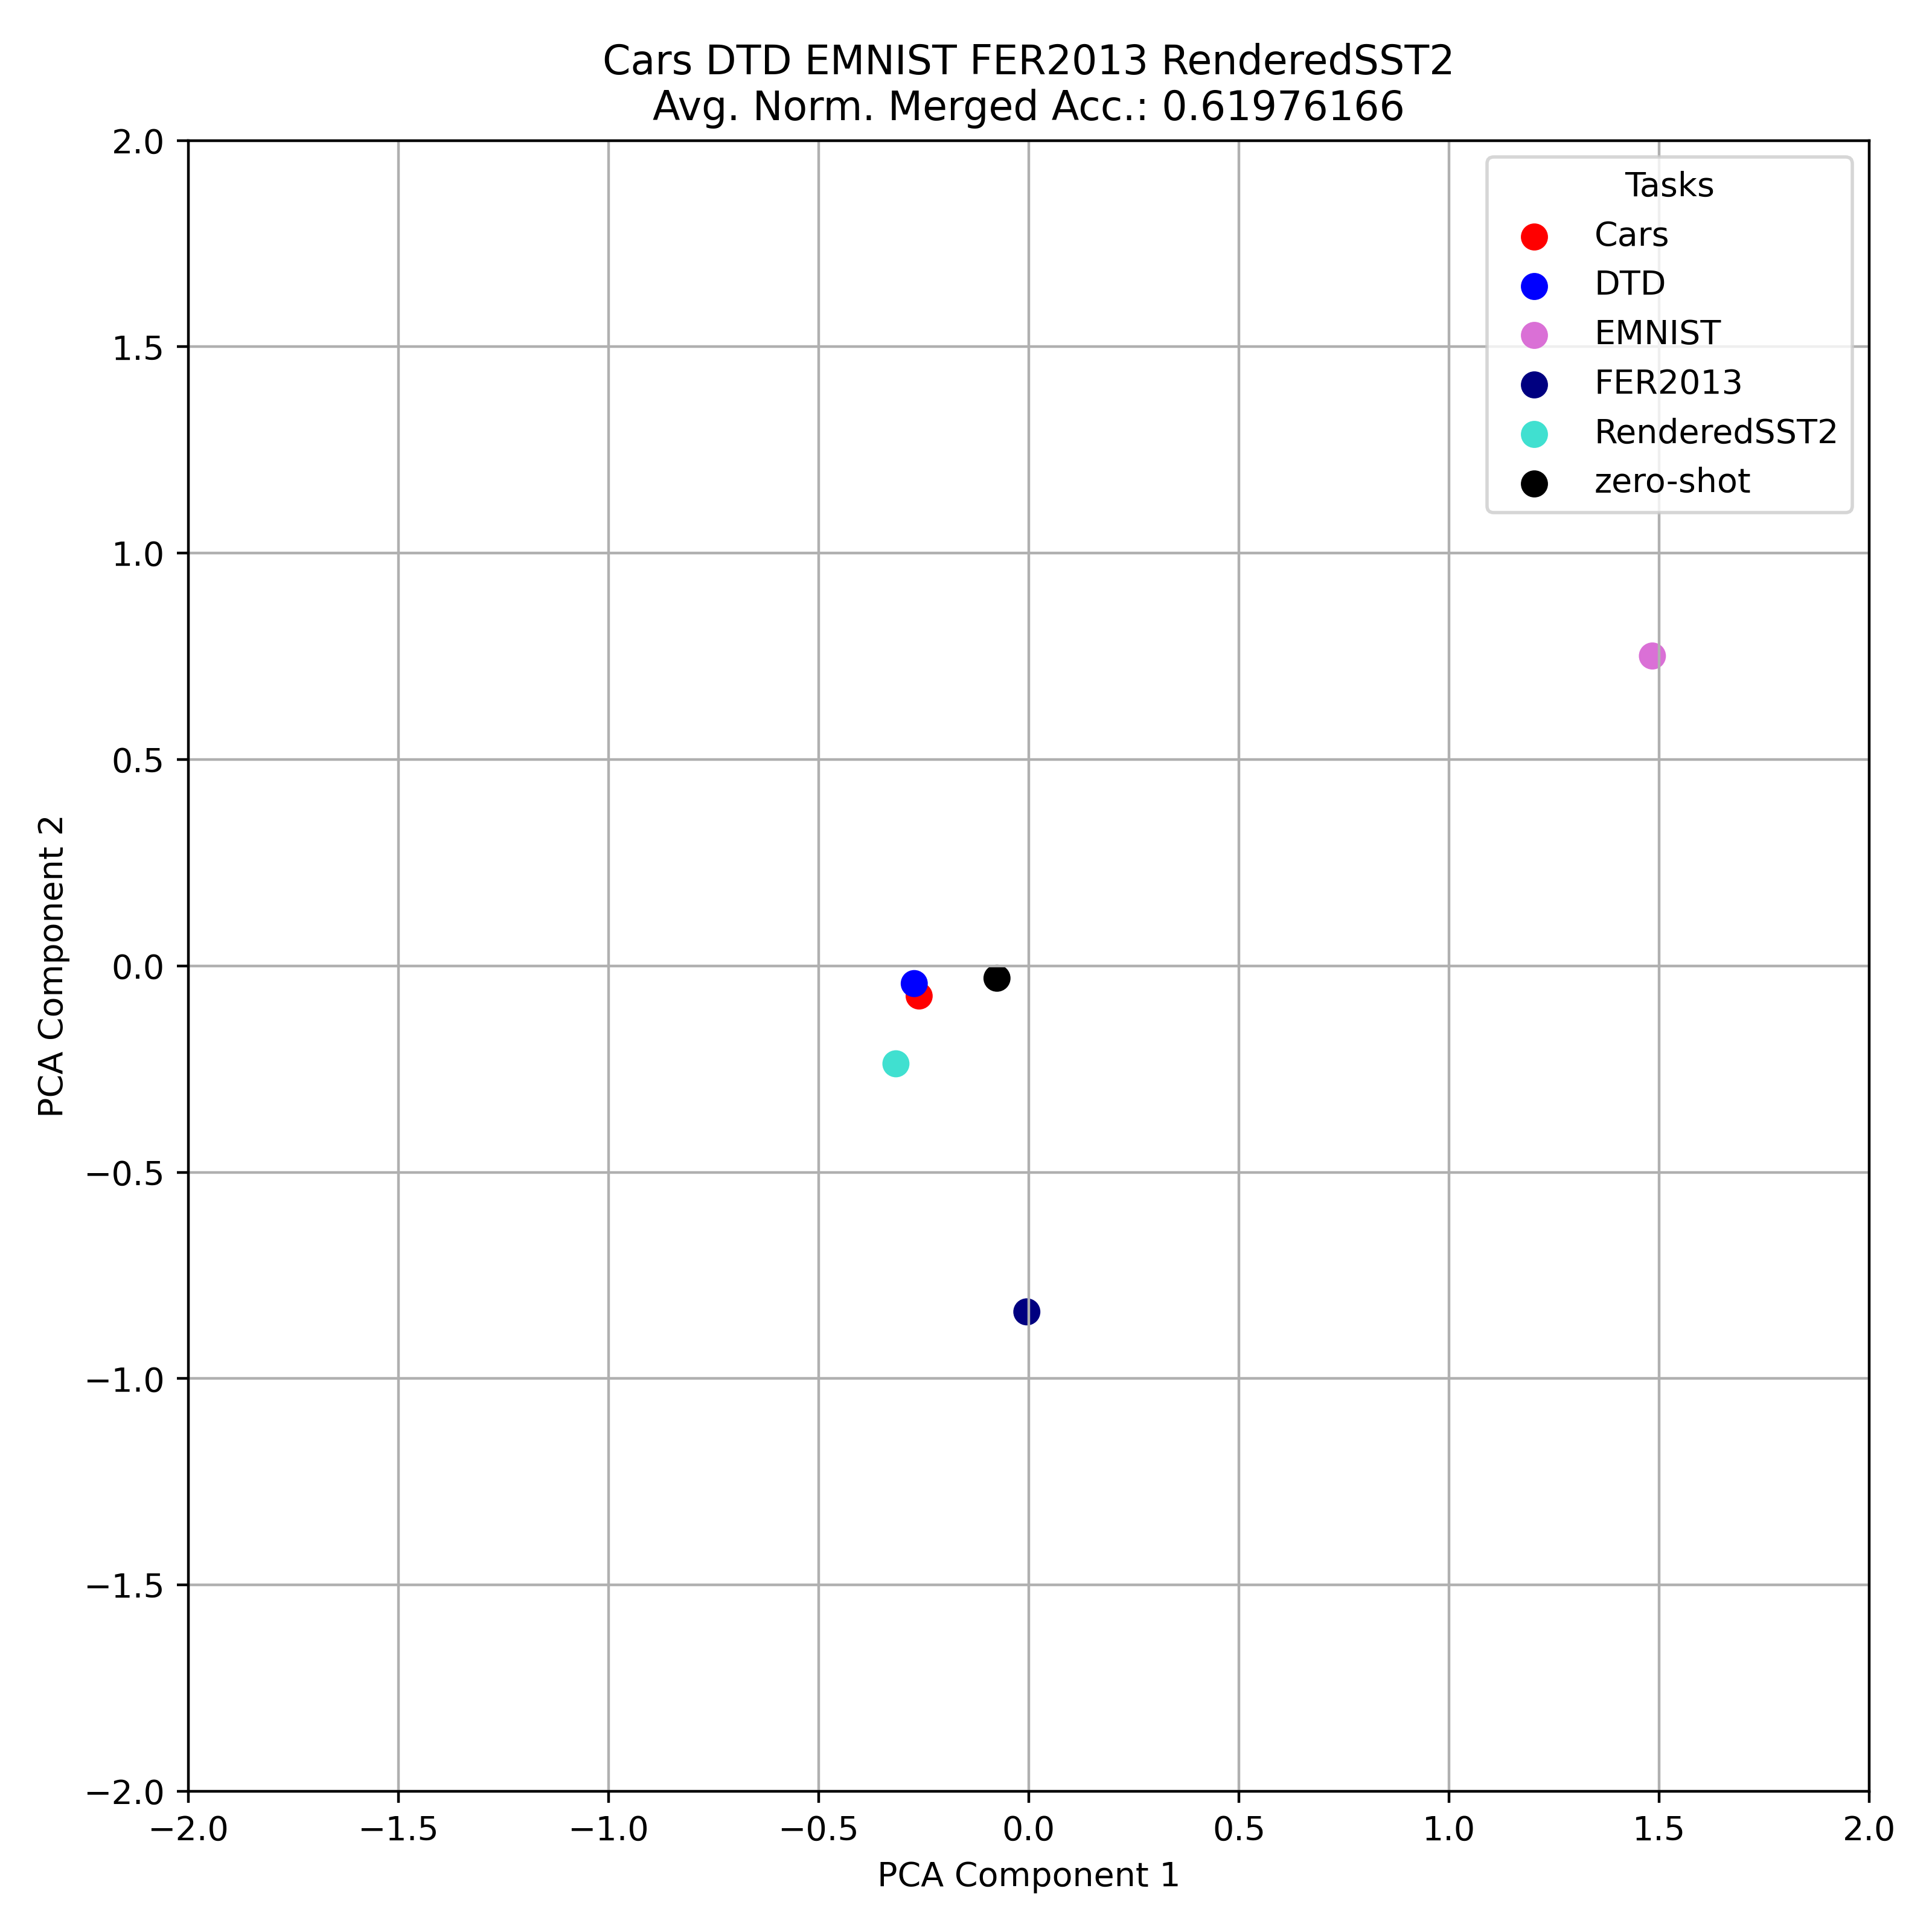 Cars DTD EMNIST FER2013 RenderedSST2
Avg. Norm. Merged Acc.: 0.61976166
Tasks
Cars
DTD
EMNIST
FER2013
RenderedSST2
zero-shot
PCA Component 2
2.0
1.5
1.0
0.5
0.0
−0.5
−1.0
−1.5
−2.0
−2.0 −1.5 −1.0 −0.5 0.0 0.5 1.0 1.5 2.0
PCA Component 1